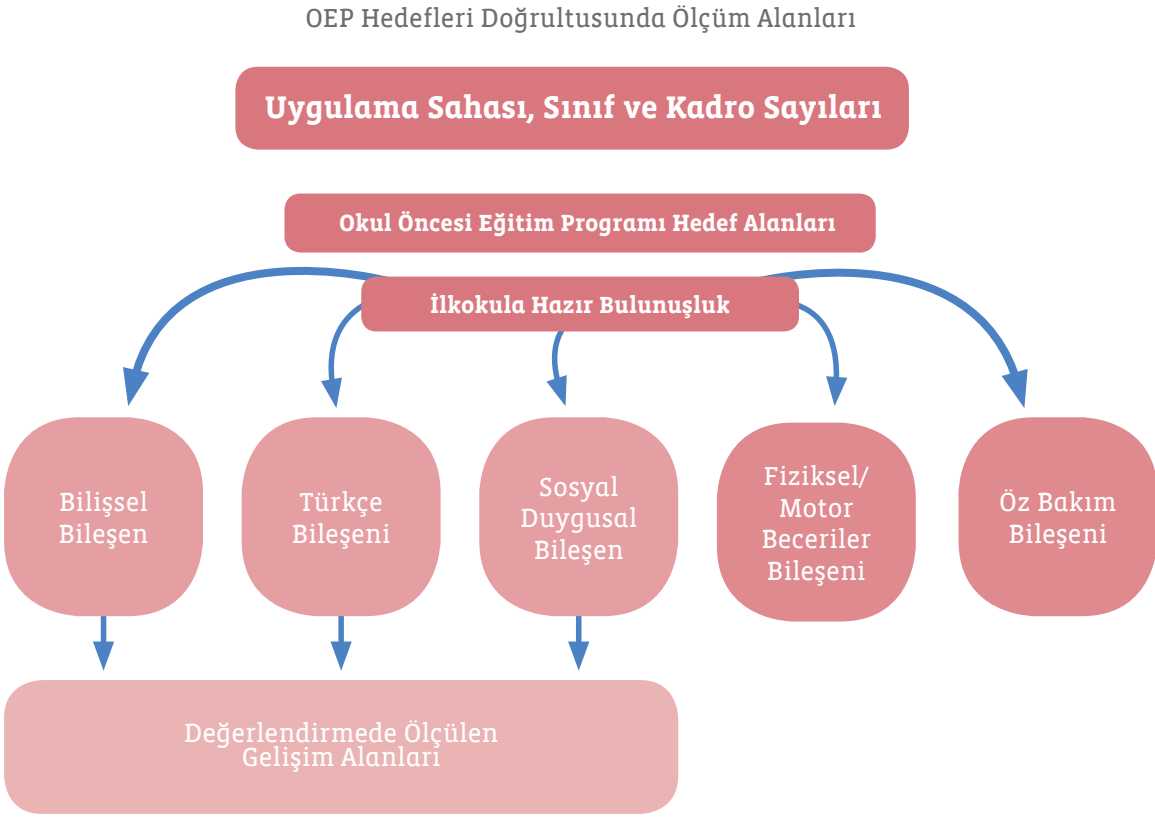 OEP Hedefleri Doğrultusunda Ölçüm Alanları
Uygulama Sahası, Sınıf ve Kadro Sayıları
Okul Öncesi Eğitim Programı Hedef Alanları
İlkokula Hazır Bulunuşluk
Bilişsel
Bileşen
Türkçe
Bileşeni
Sosyal
Duygusal
Bileşen
Fiziksel/
Motor
Beceriler
Bileşeni
Öz Bakım
Bileşeni
Değerlendirmede Ölçülen
Gelişim Alanları